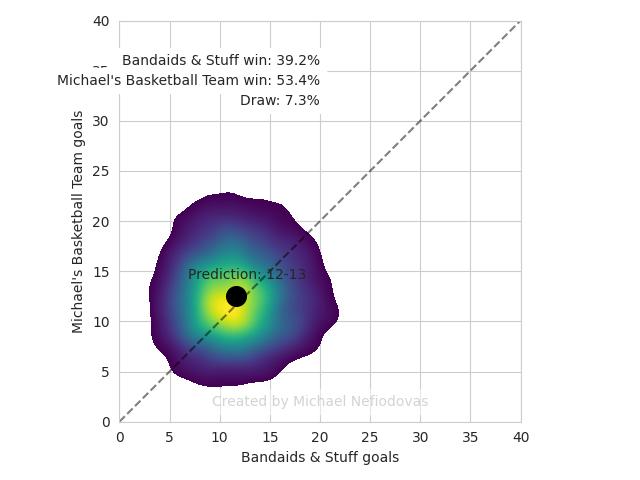 40
Bandaids & Stuff win: 39.2%
Michael's Basketball Team win: 53.4%
Draw: 7.3%
30
25
20
15
10
5
0
Michael's Basketball Team goals
Prediction: 12-13
Created by Michael Nefiodovas
0 5 10 15 20 25 30 35 40
Bandaids & Stuff goals